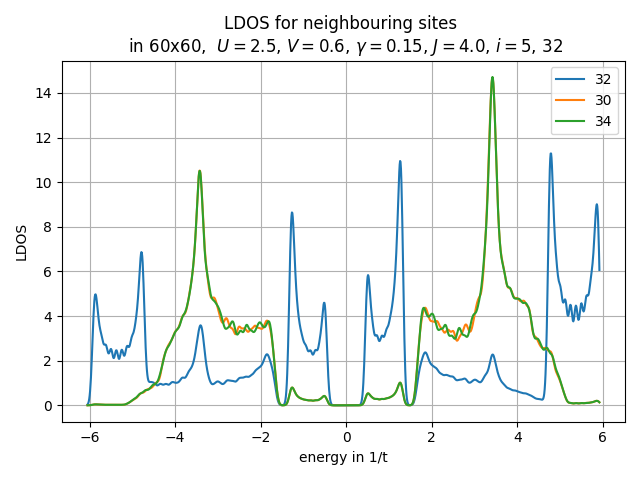 LDOS for neighbouring sites
in 60x60, U = 2.5, V = 0.6, γ = 0.15, J = 4.0, i = 5, 32
32
30
34
LDOS
14
12
10
8
6
4
2
0
−6 −4 −2 0 2 4 6
energy in 1/t